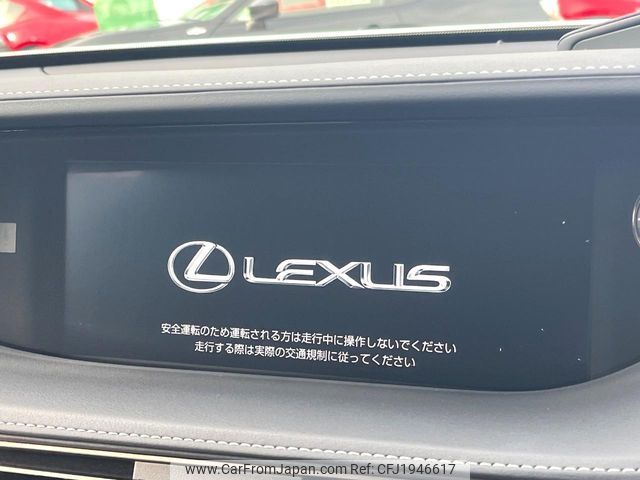 LEXUS
安全運転のため運転される方は走行中に操作しないでください
走行する際は実際の交通規制に従ってください
www.CarFromJapan.com - CFJ1946617